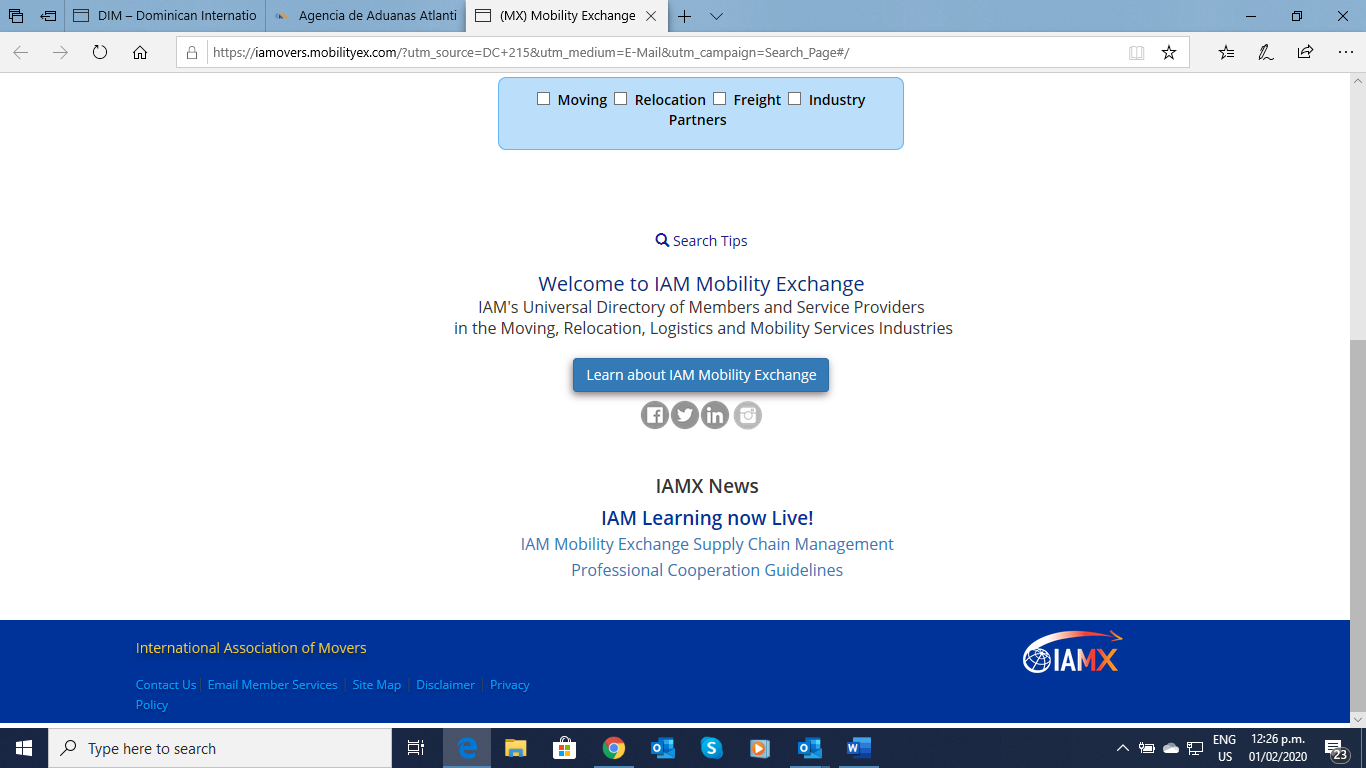 DIM – Dominican Internatio
Agencia de Aduanas Atlanti
(MX) Mobility Exchange
https://iamovers.mobilityex.com/?utm_source=DC+215&utm_medium=E-Mail&utm_campaign=Search_Page#/
Moving Relocation Freight Industry
Partners
Search Tips
Welcome to IAM Mobility Exchange
IAM's Universal Directory of Members and Service Providers
in the Moving, Relocation, Logistics and Mobility Services Industries
Learn about IAM Mobility Exchange
IAMX News
IAM Learning now Live!
IAM Mobility Exchange Supply Chain Management
Professional Cooperation Guidelines
International Association of Movers
IAMX
Contact Us | Email Member Services | Site Map | Disclaimer | Privacy
Policy
Type here to search
ENG
US
12:26 p.m.
01/02/2020
23